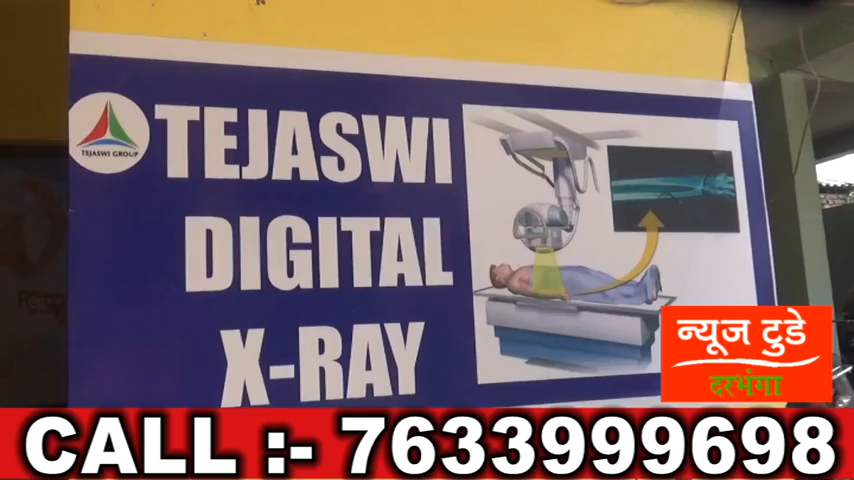 TEJASWI
TEJASWI GROUP
DIGITAL
X-RAY
न्यूज टुडे
दरभंगा
CALL :- 7633999698